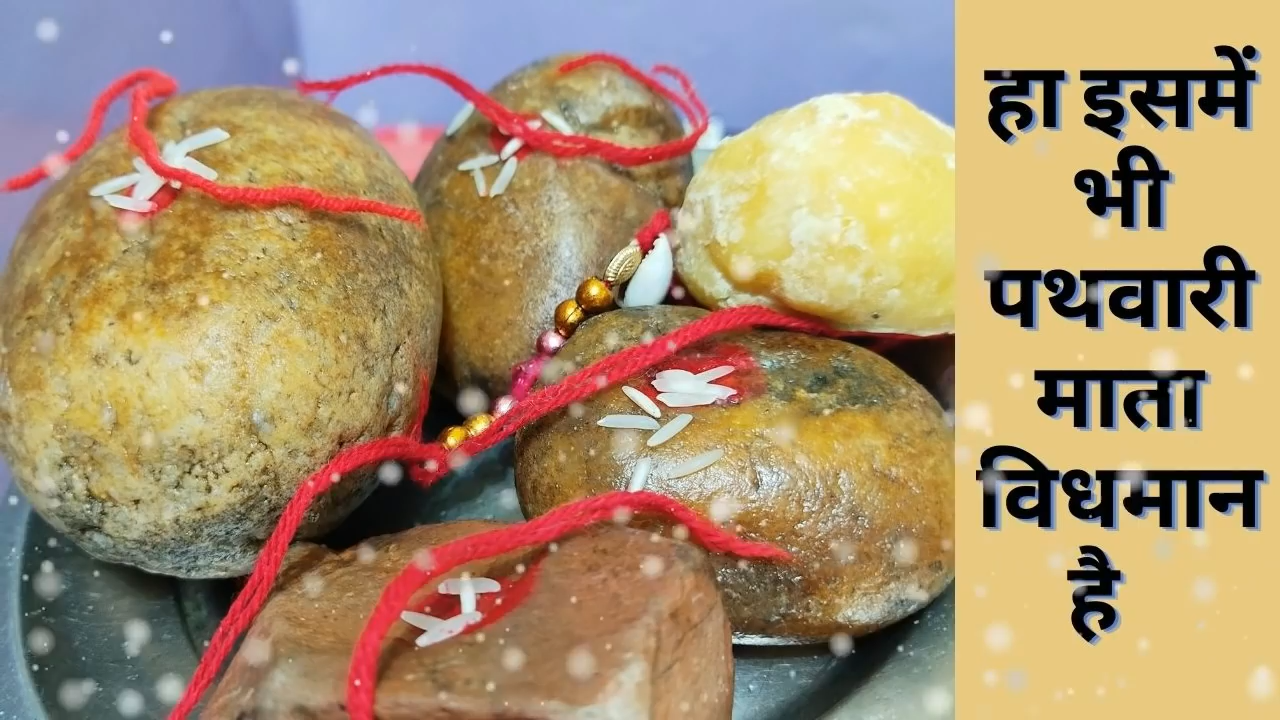 हा इसमें
भी
पथवारी
माता
विधमान
है